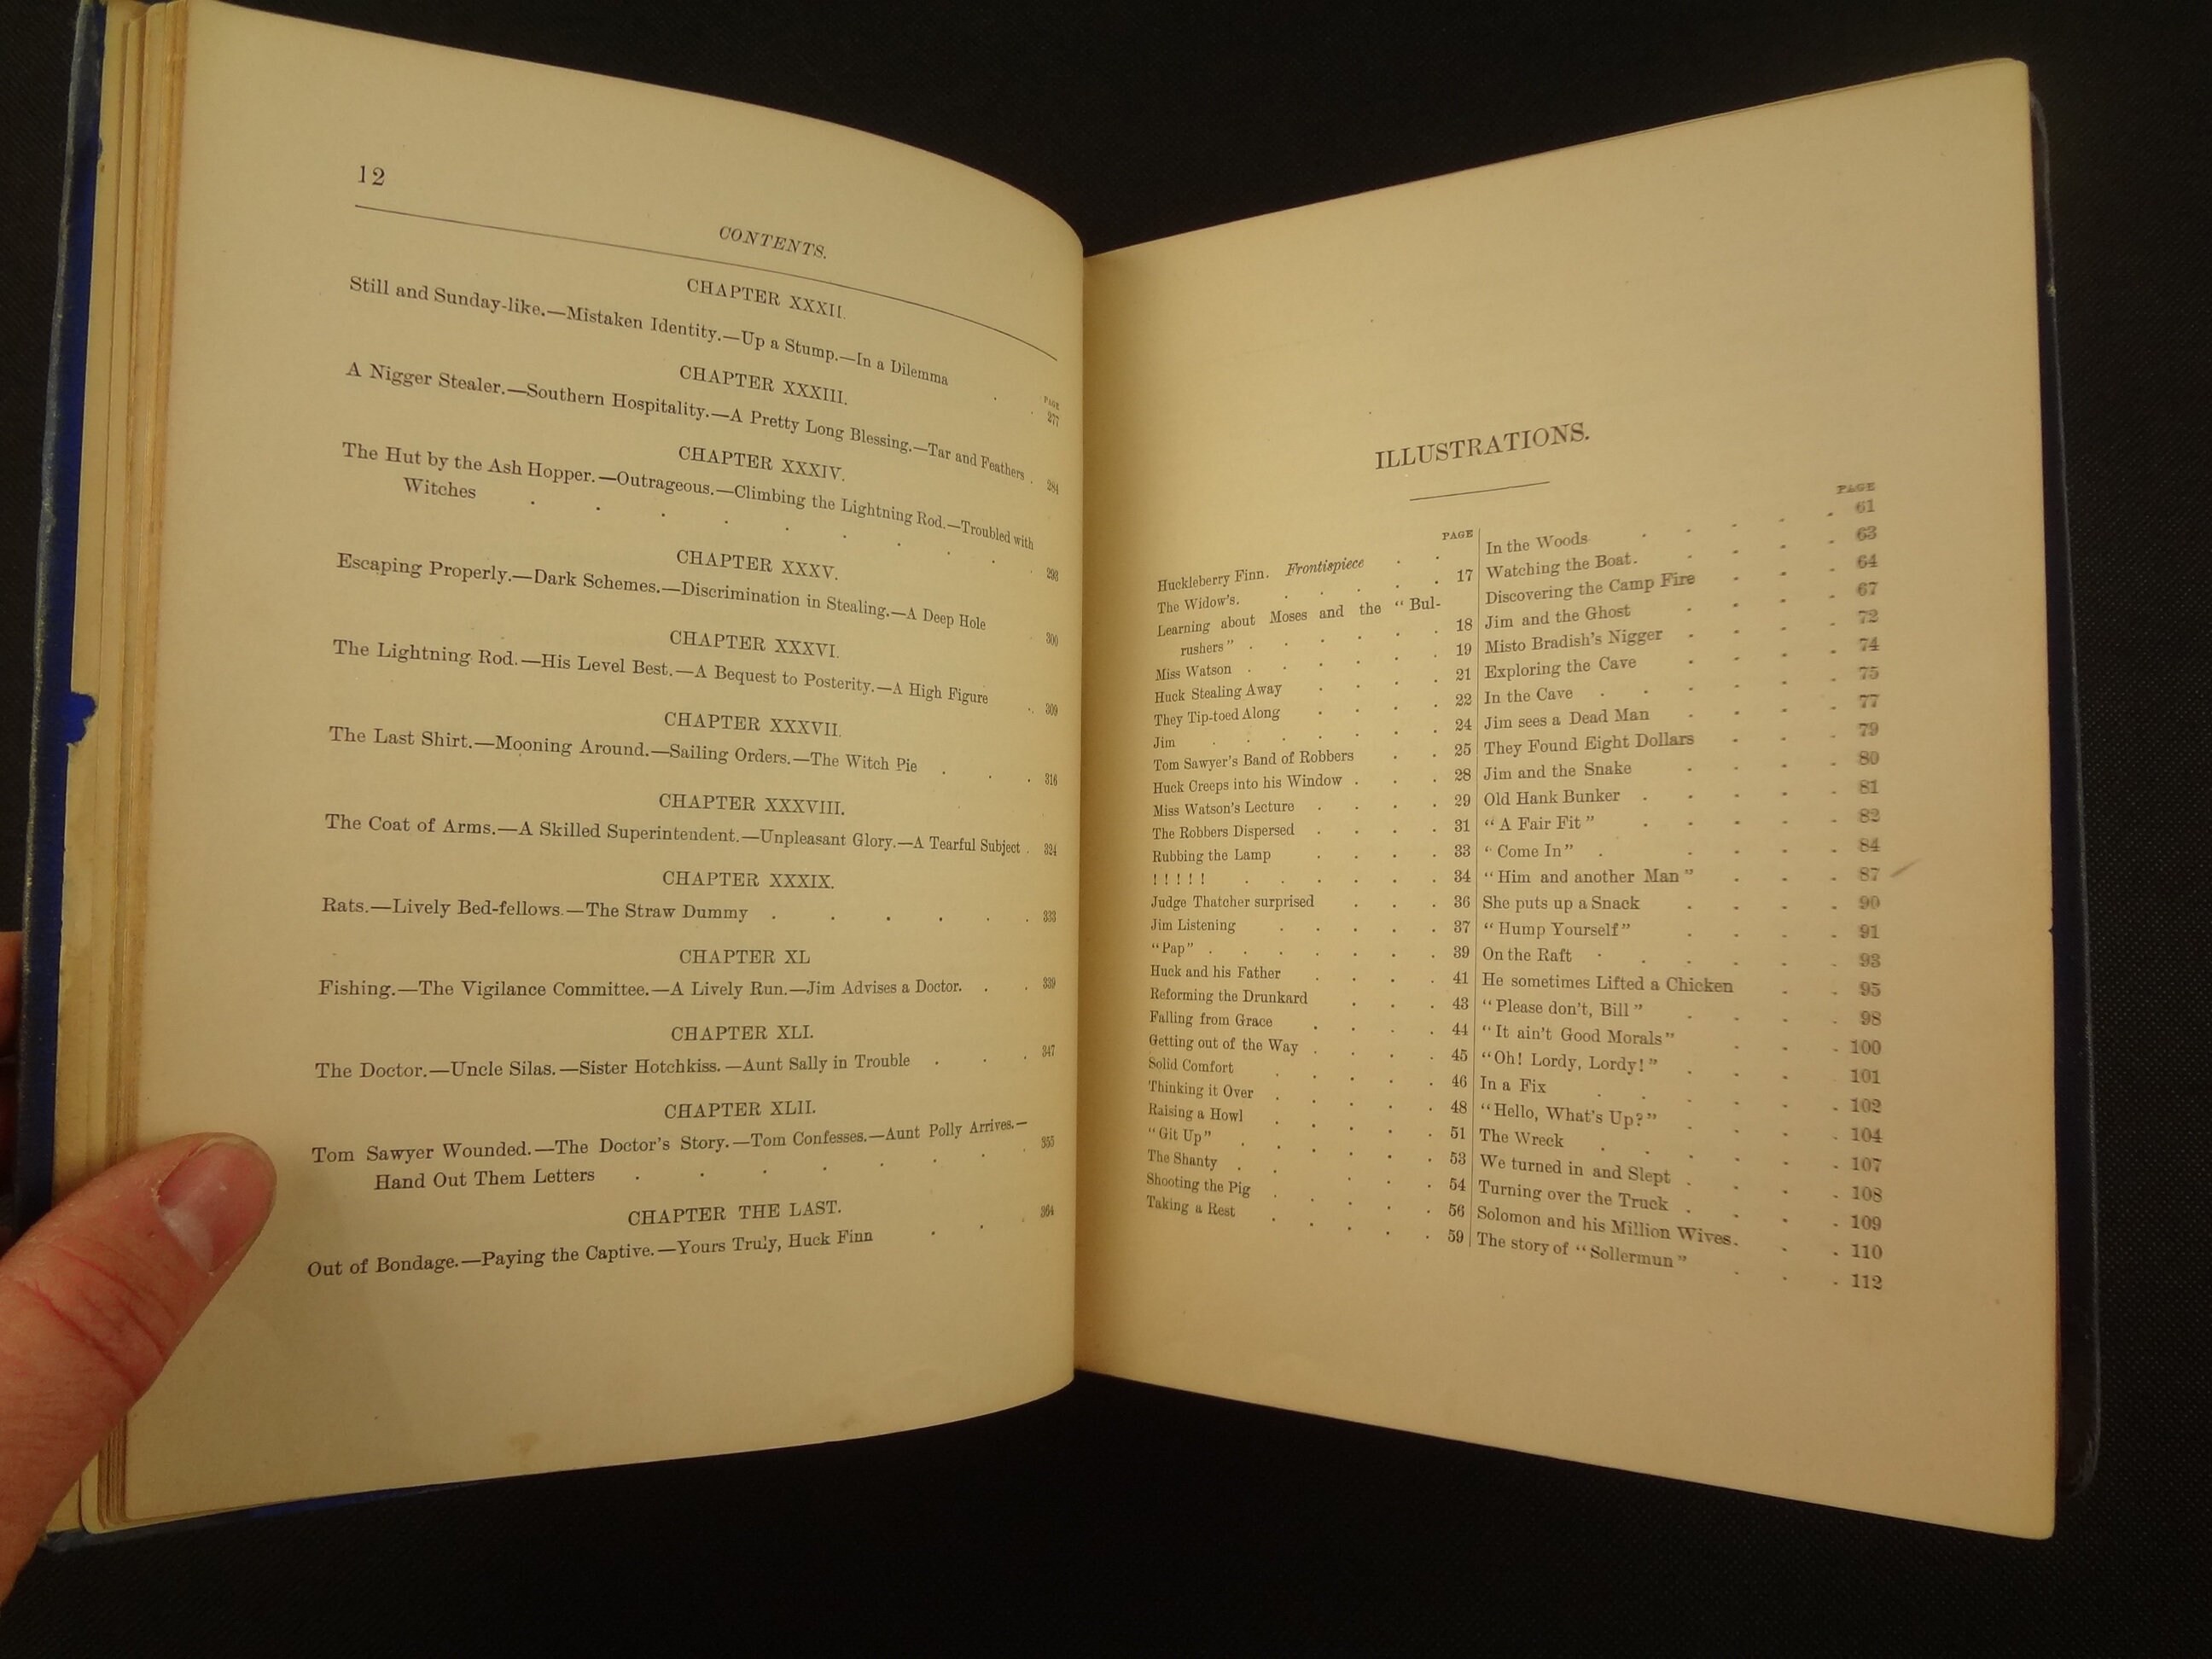 12
CONTENTS.
CHAPTER XXXII.
PAGE
Still and Sunday-like.—Mistaken Identity.—Up a Stump.—In a Dilemma . . 277
CHAPTER XXXIII.
A Nigger Stealer.—Southern Hospitality.—A Pretty Long Blessing.—Tar and Feathers . 284
CHAPTER XXXIV.
The Hut by the Ash Hopper.—Outrageous.—Climbing the Lightning Rod.—Troubled with
Witches . . . . . . . . . . 293
CHAPTER XXXV.
Escaping Properly.—Dark Schemes.—Discrimination in Stealing.—A Deep Hole . 300
CHAPTER XXXVI.
The Lightning Rod.—His Level Best.—A Bequest to Posterity.—A High Figure . . 309
CHAPTER XXXVII.
The Last Shirt.—Mooning Around.—Sailing Orders.—The Witch Pie . . . 316
CHAPTER XXXVIII.
The Coat of Arms.—A Skilled Superintendent.—Unpleasant Glory.—A Tearful Subject . 324
CHAPTER XXXIX.
Rats.—Lively Bed-fellows.—The Straw Dummy . . . . . . 333
CHAPTER XL
Fishing.—The Vigilance Committee.—A Lively Run.—Jim Advises a Doctor. . . 339
CHAPTER XLI.
The Doctor.—Uncle Silas.—Sister Hotchkiss.—Aunt Sally in Trouble . . . 347
CHAPTER XLII.
Tom Sawyer Wounded.—The Doctor's Story.—Tom Confesses.—Aunt Polly Arrives.—
Hand Out Them Letters . . . . . . . 355
CHAPTER THE LAST.
Out of Bondage.—Paying the Captive.—Yours Truly, Huck Finn . . . 364
ILLUSTRATIONS.
PAGE
Huckleberry Finn. Frontispiece . .
The Widow's. . . . . . 17
Learning about Moses and the "Bul-
rushers" . . . . . . 18
Miss Watson . . . . . 19
Huck Stealing Away . . . 21
They Tip-toed Along . . . 22
Jim . . . . . . 24
Tom Sawyer's Band of Robbers . . 25
Huck Creeps into his Window . . . 28
Miss Watson's Lecture . . . . 29
The Robbers Dispersed . . . . 31
Rubbing the Lamp . . . . 33
! ! ! ! ! . . . . . . 34
Judge Thatcher surprised . . . 36
Jim Listening . . . . . 37
"Pap" . . . . . . 39
Huck and his Father . . . . 41
Reforming the Drunkard . . . 43
Falling from Grace . . . . 44
Getting out of the Way . . . . 45
Solid Comfort . . . . . 46
Thinking it Over . . . . . 48
Raising a Howl . . . . . 51
"Git Up" . . . . . . 53
The Shanty . . . . . . 54
Shooting the Pig . . . . . 56
Taking a Rest . . . . . 59
PAGE
In the Woods . . . . . 61
Watching the Boat. . . . . 63
Discovering the Camp Fire . . . 64
Jim and the Ghost . . . . 67
Misto Bradish's Nigger . . . . 72
Exploring the Cave . . . . 74
In the Cave . . . . . . 75
Jim sees a Dead Man . . . . 77
They Found Eight Dollars . . . 79
Jim and the Snake . . . . 80
Old Hank Bunker . . . . . 81
"A Fair Fit" . . . . . 82
"Come In" . . . . . 84
"Him and another Man" . . . 87
She puts up a Snack . . . . 90
"Hump Yourself" . . . . 91
On the Raft . . . . . . 93
He sometimes Lifted a Chicken . . 95
"Please don't, Bill" . . . . 98
"It ain't Good Morals" . . . 100
"Oh! Lordy, Lordy!" . . . . 101
In a Fix . . . . . 102
"Hello, What's Up?" . . . . 104
The Wreck . . . . . 107
We turned in and Slept . . . . 108
Turning over the Truck . . . . 109
Solomon and his Million Wives. . . 110
The story of "Sollermun" . . . 112